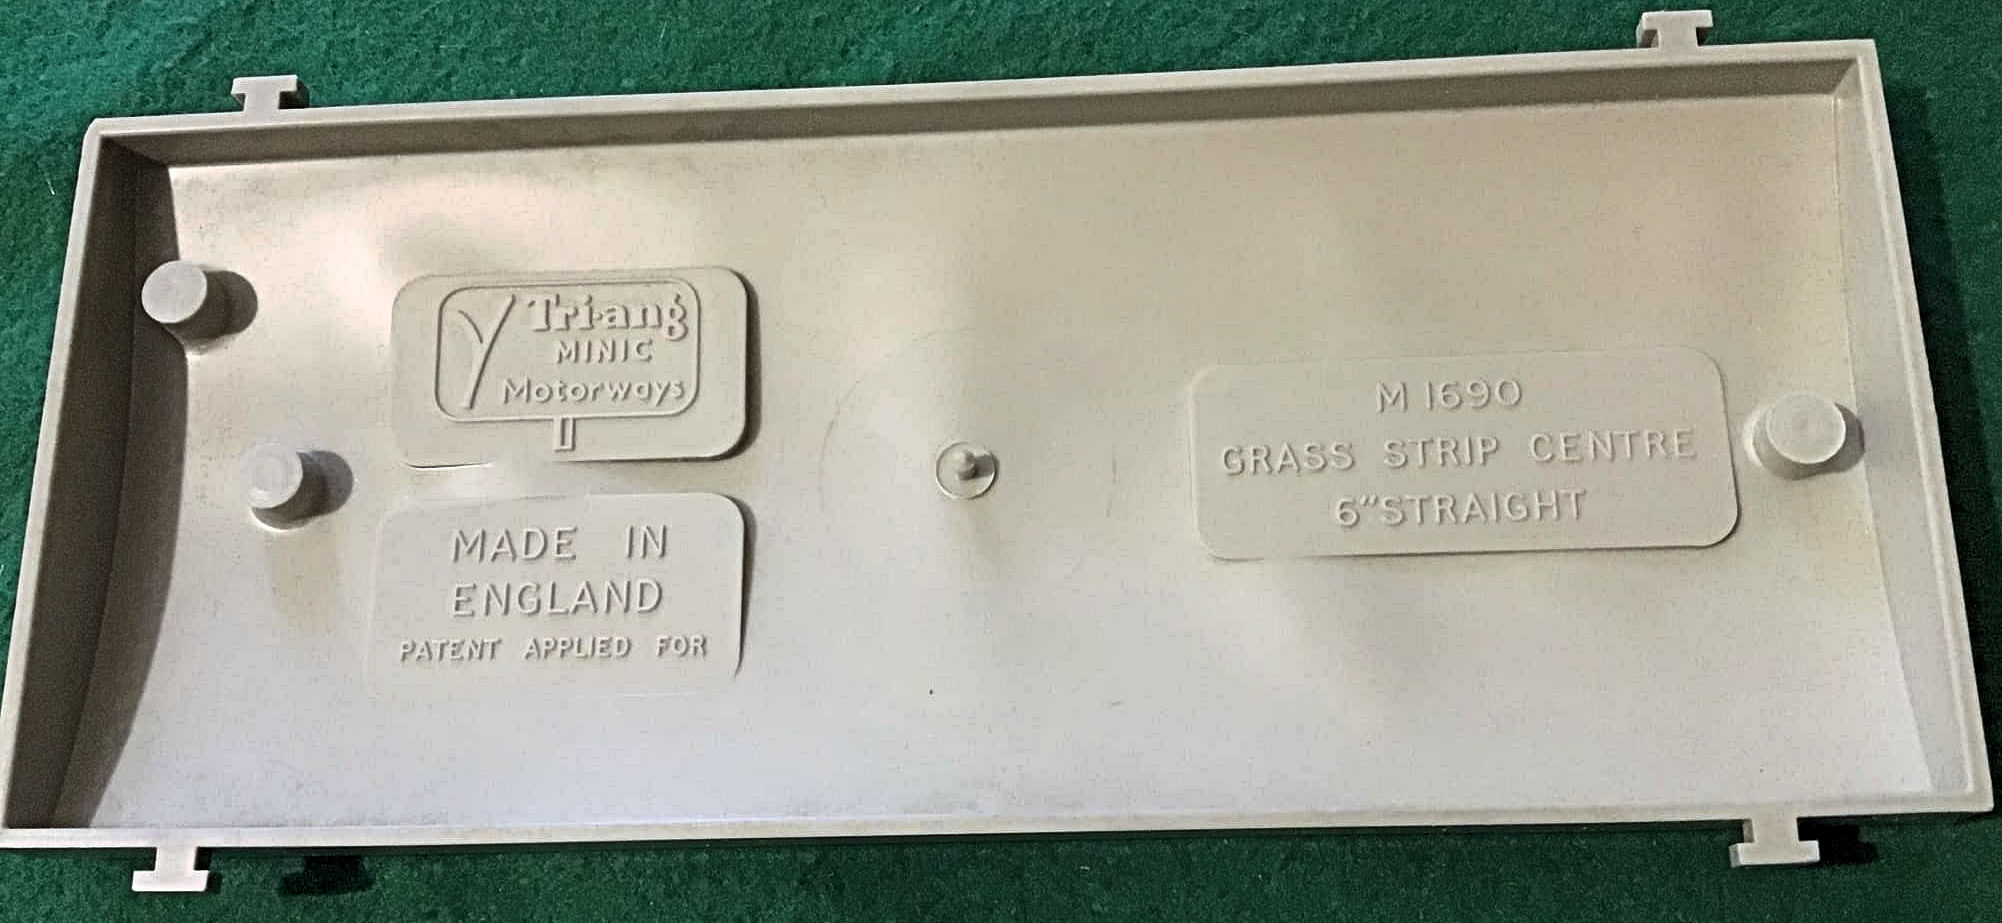 Tri-ang
MINIC
Motorways
MADE IN
ENGLAND
PATENT APPLIED FOR
M 1690
GRASS STRIP CENTRE
6" STRAIGHT